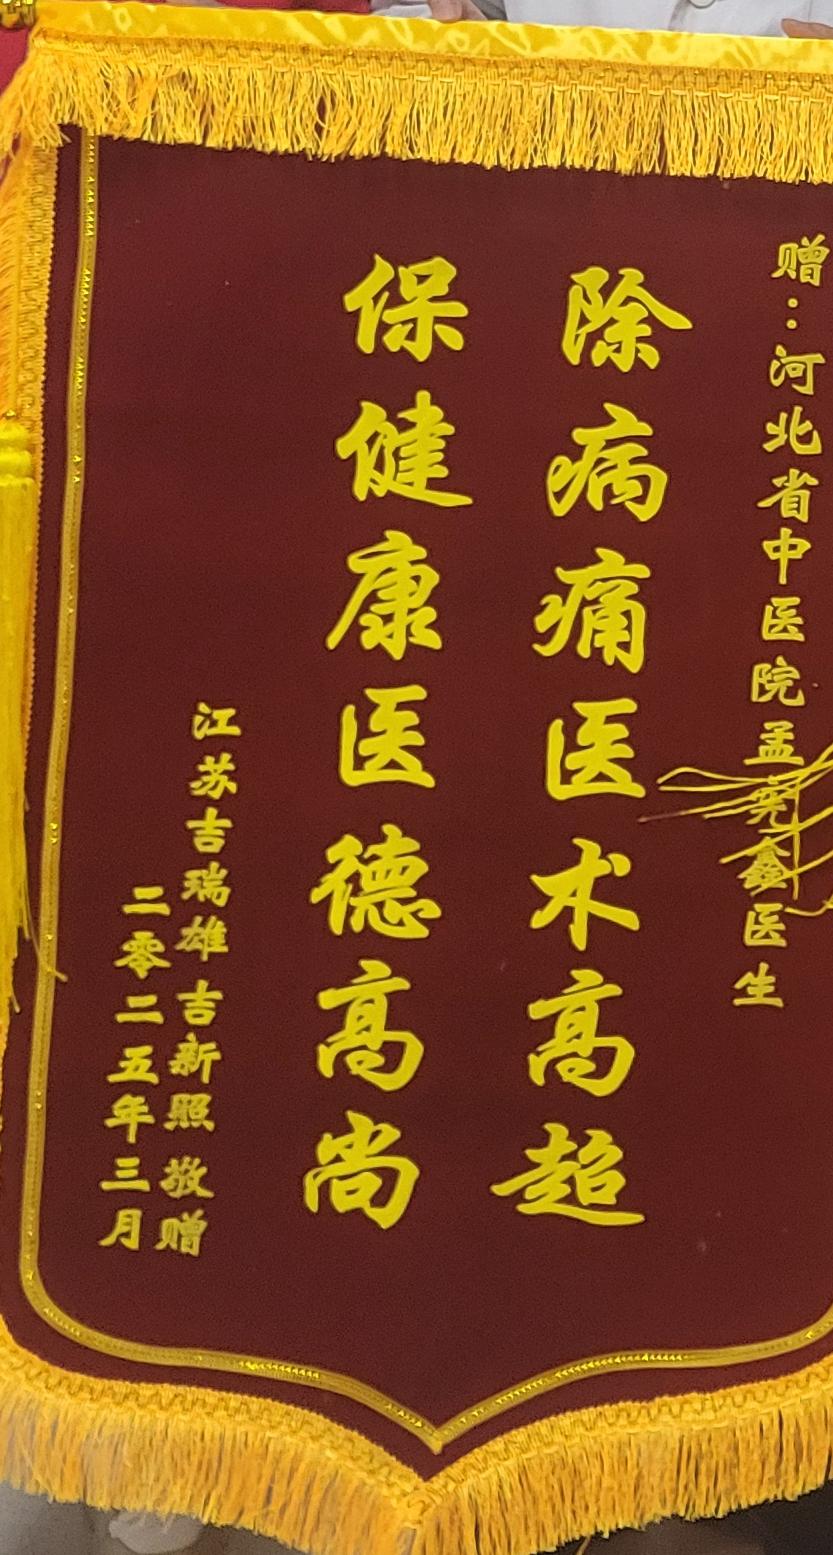 赠：河北省中医院孟宪鑫医生
除病痛医术高超
保健康医德高尚
江苏吉瑞雄吉新照 敬赠
二零二五年三月